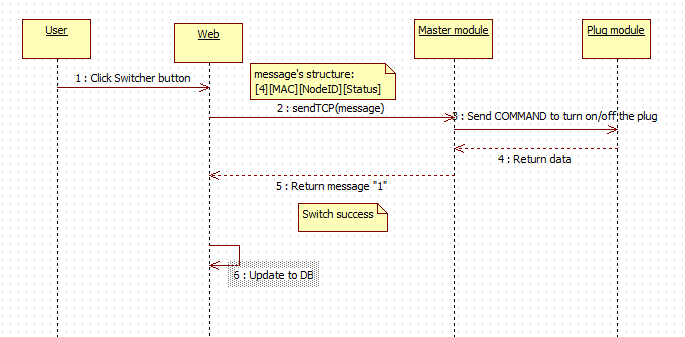 User
Web
Master module
Plug module
1 : Click Switcher button
message's structure:
[4][MAC][NodeID][Status]
2 : sendTCP(message)
3 : Send COMMAND to turn on/off the plug
4 : Return data
5 : Return message "1"
Switch success
6 : Update to DB